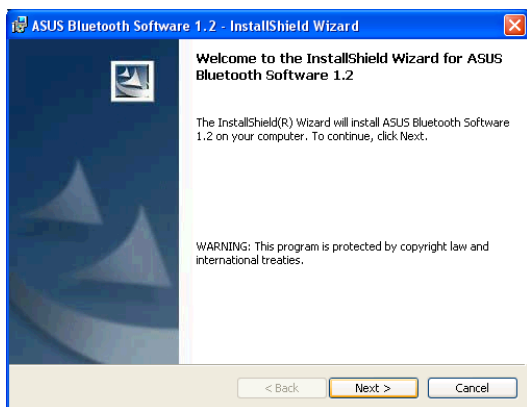 ASUS Bluetooth Software 1.2 - InstallShield Wizard
Welcome to the InstallShield Wizard for ASUS
Bluetooth Software 1.2
The InstallShield(R) Wizard will install ASUS Bluetooth Software
1.2 on your computer. To continue, click Next.
WARNING: This program is protected by copyright law and
international treaties.
< Back Next > Cancel